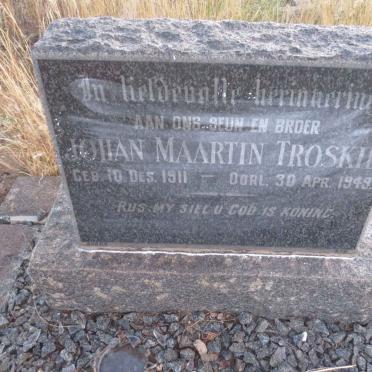 In liefdevolle herinnering
AAN ONS SEUN EN BROER
JOHAN MAARTIN TROSKIE
GEB. 10 DES. 1911 — OORL. 30 APR. 1949
RUS MY SIEL U GOD IS KONING.